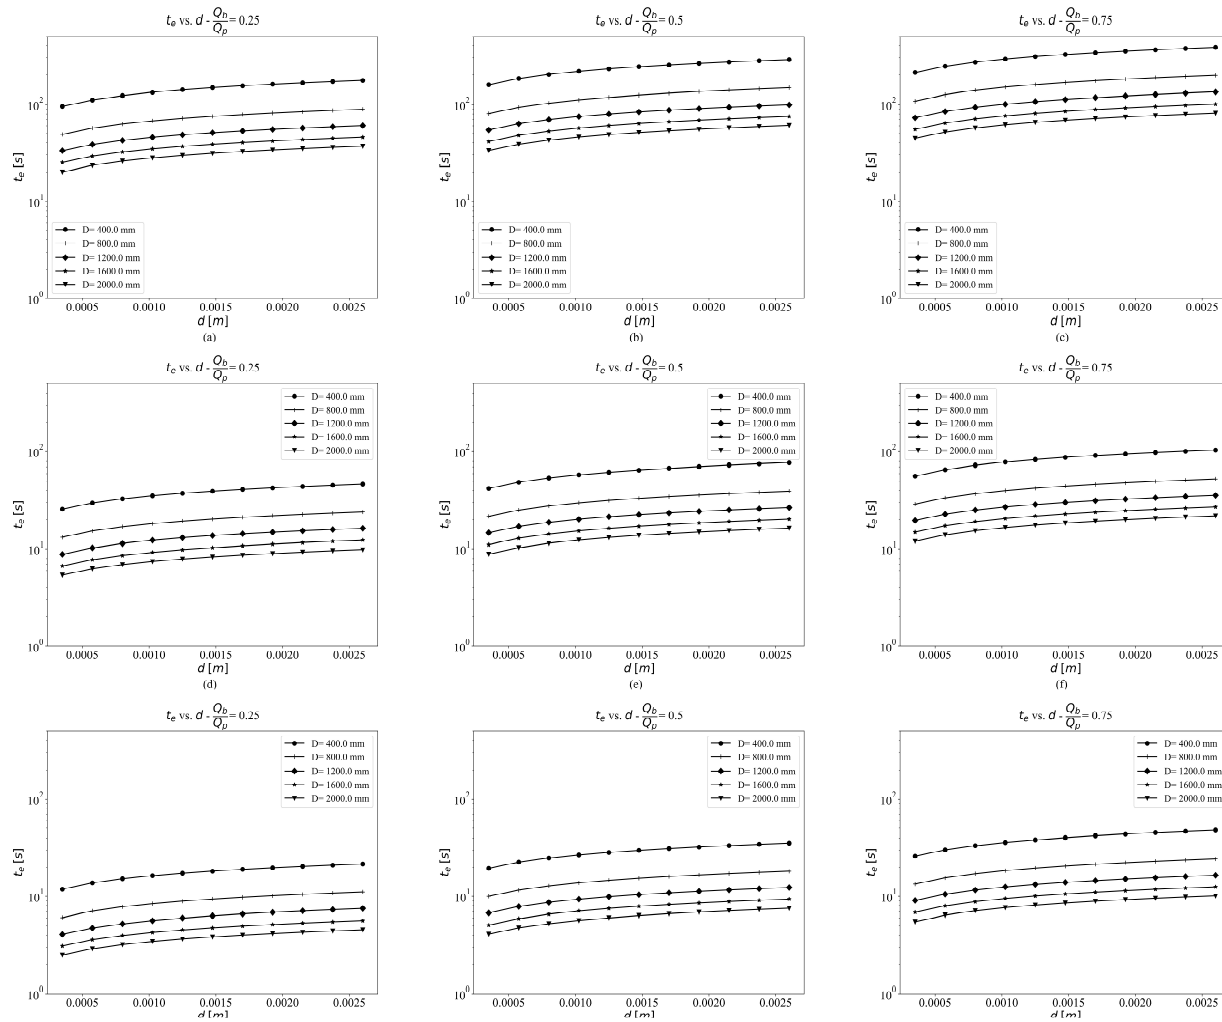 t_e vs. d - Q_b/Q_p = 0.25
t_e [s]
10^2
10^1
10^0
D= 400.0 mm
D= 800.0 mm
D= 1200.0 mm
D= 1600.0 mm
D= 2000.0 mm
0.0005 0.0010 0.0015 0.0020 0.0025
d [m]
(a)
t_e vs. d - Q_b/Q_p = 0.5
t_e [s]
10^2
10^1
10^0
D= 400.0 mm
D= 800.0 mm
D= 1200.0 mm
D= 1600.0 mm
D= 2000.0 mm
0.0005 0.0010 0.0015 0.0020 0.0025
d [m]
(b)
t_e vs. d - Q_b/Q_p = 0.75
t_e [s]
10^2
10^1
10^0
D= 400.0 mm
D= 800.0 mm
D= 1200.0 mm
D= 1600.0 mm
D= 2000.0 mm
0.0005 0.0010 0.0015 0.0020 0.0025
d [m]
(c)
t_e vs. d - Q_b/Q_p = 0.25
t_e [s]
10^2
10^1
10^0
D= 400.0 mm
D= 800.0 mm
D= 1200.0 mm
D= 1600.0 mm
D= 2000.0 mm
0.0005 0.0010 0.0015 0.0020 0.0025
d [m]
(d)
t_e vs. d - Q_b/Q_p = 0.5
t_e [s]
10^2
10^1
10^0
D= 400.0 mm
D= 800.0 mm
D= 1200.0 mm
D= 1600.0 mm
D= 2000.0 mm
0.0005 0.0010 0.0015 0.0020 0.0025
d [m]
(e)
t_e vs. d - Q_b/Q_p = 0.75
t_e [s]
10^2
10^1
10^0
D= 400.0 mm
D= 800.0 mm
D= 1200.0 mm
D= 1600.0 mm
D= 2000.0 mm
0.0005 0.0010 0.0015 0.0020 0.0025
d [m]
(f)
t_e vs. d - Q_b/Q_p = 0.25
t_e [s]
10^2
10^1
10^0
D= 400.0 mm
D= 800.0 mm
D= 1200.0 mm
D= 1600.0 mm
D= 2000.0 mm
0.0005 0.0010 0.0015 0.0020 0.0025
d [m]
t_e vs. d - Q_b/Q_p = 0.5
t_e [s]
10^2
10^1
10^0
D= 400.0 mm
D= 800.0 mm
D= 1200.0 mm
D= 1600.0 mm
D= 2000.0 mm
0.0005 0.0010 0.0015 0.0020 0.0025
d [m]
t_e vs. d - Q_b/Q_p = 0.75
t_e [s]
10^2
10^1
10^0
D= 400.0 mm
D= 800.0 mm
D= 1200.0 mm
D= 1600.0 mm
D= 2000.0 mm
0.0005 0.0010 0.0015 0.0020 0.0025
d [m]